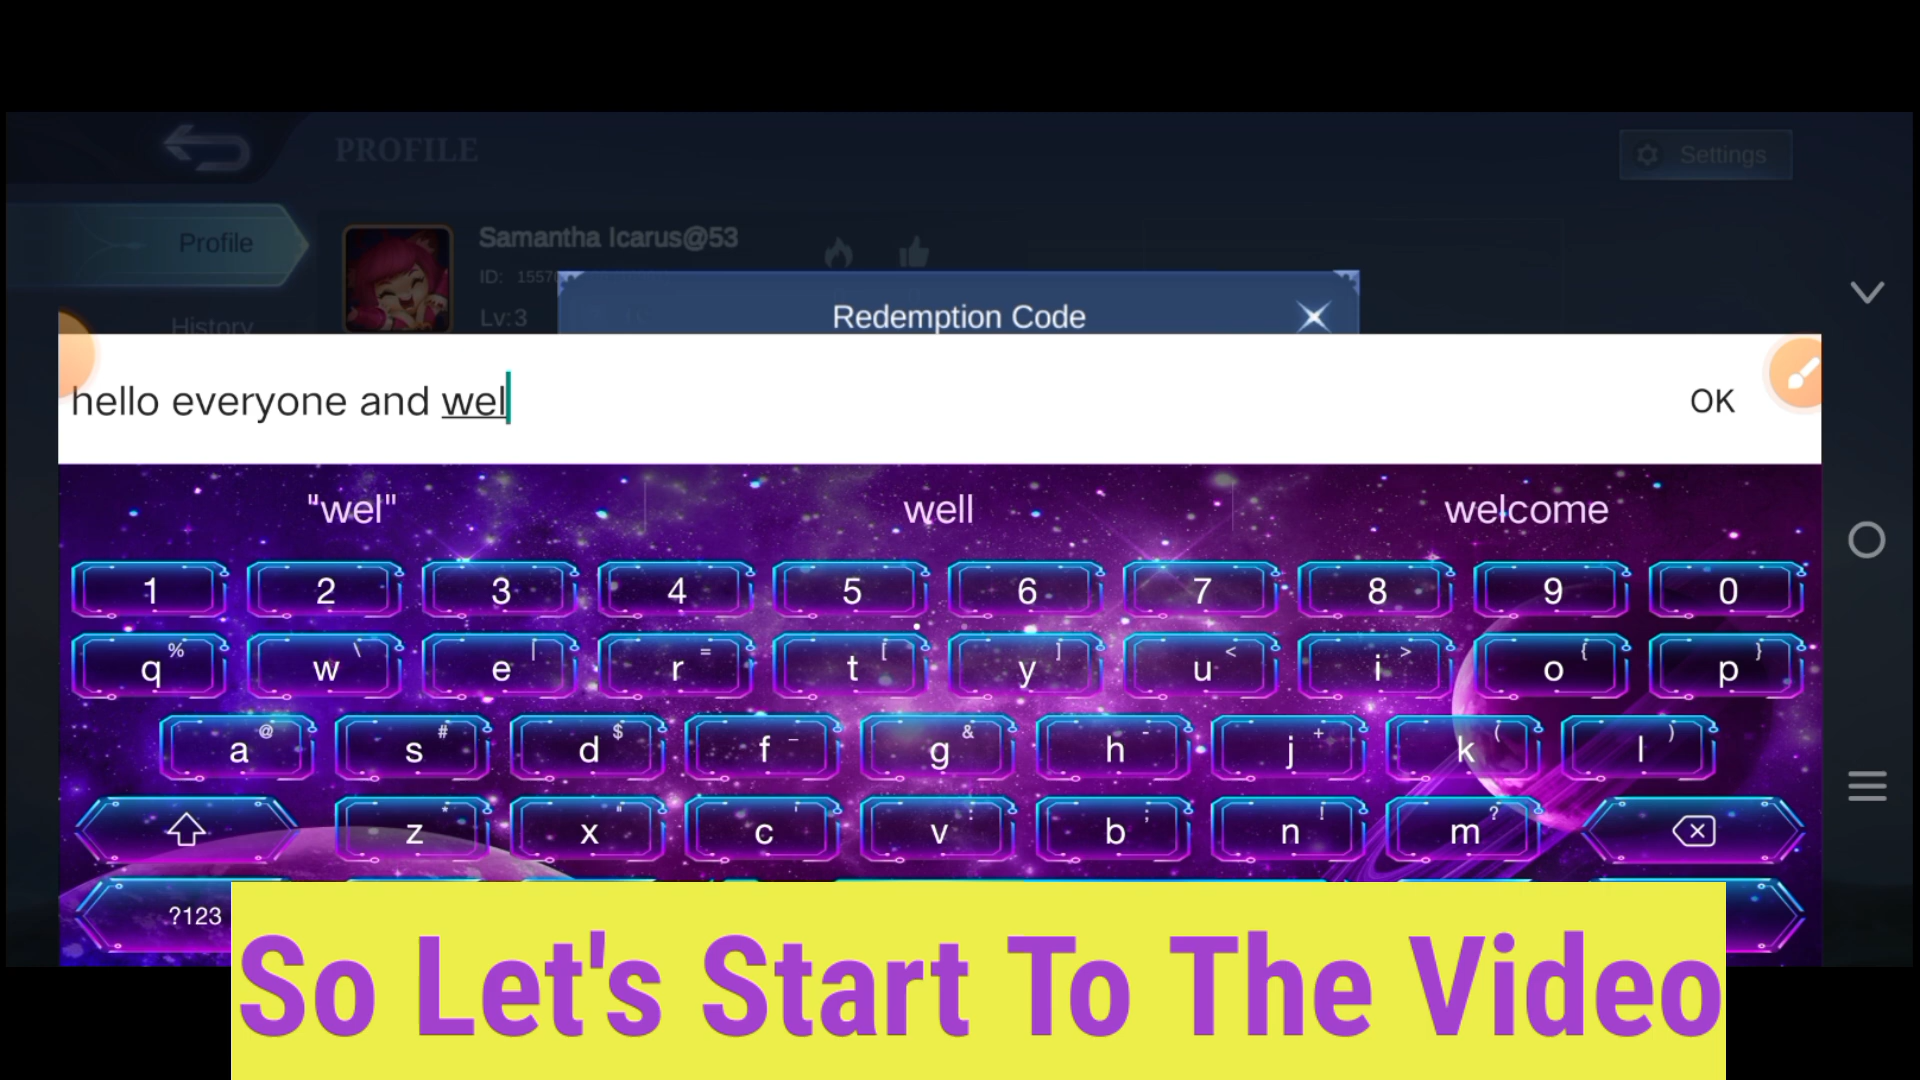 PROFILE
Settings
Profile
Samantha Icarus@53
ID: 1557
History
Lv:3
Redemption Code
hello everyone and wel
OK
"wel" well welcome
1 2 3 4 5 6 7 8 9 0
q % w \ e | r = t [ y ] u < i > o { p }
a @ s # d $ f _ g & h - j + k ( l )
z * x " c ' v : b ; n ! m ?
?123
So Let's Start To The Video